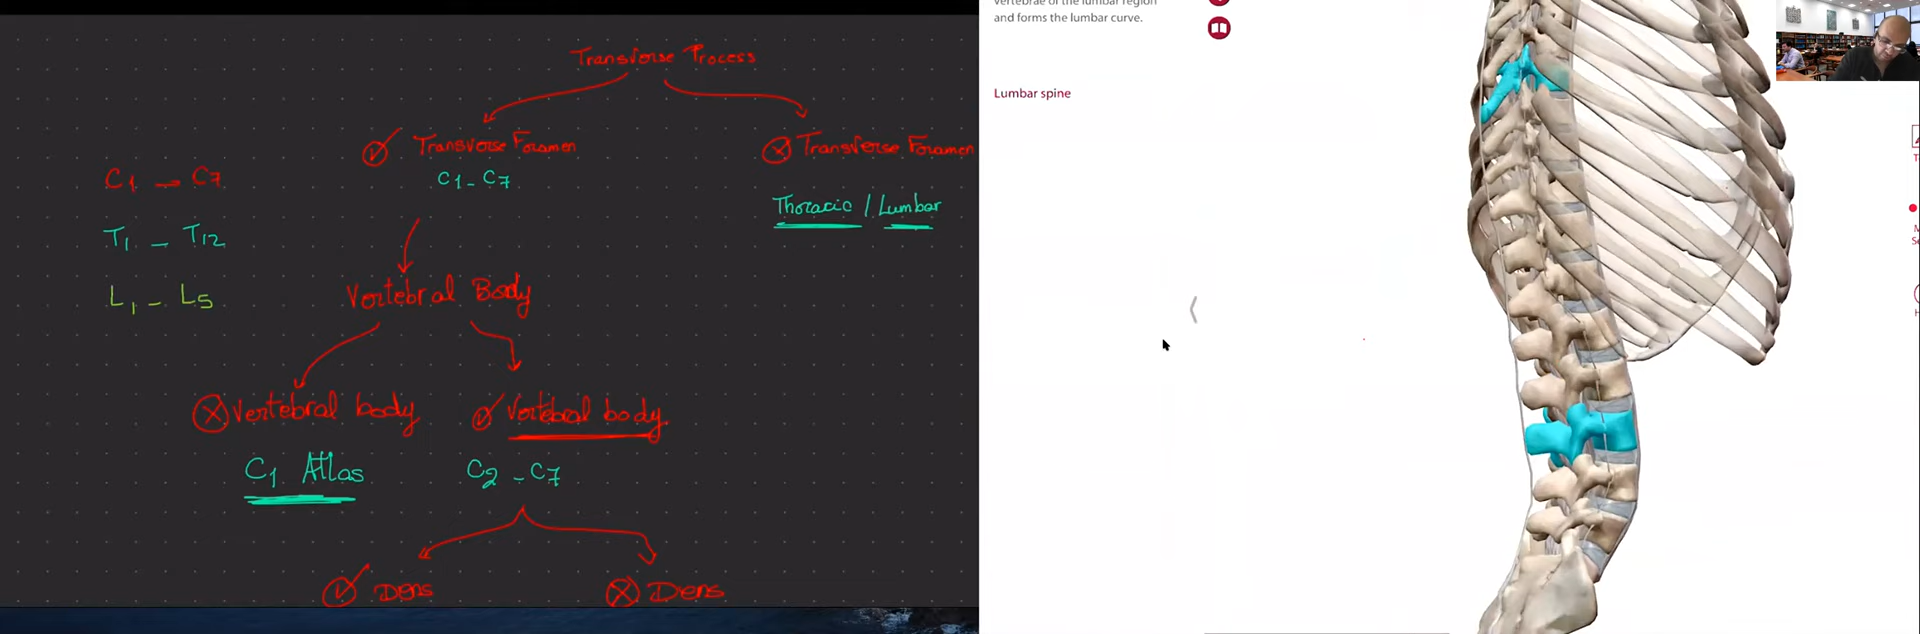 Transverse Process
Transverse Foramen
Transverse Foramen
C1 - C7
C1 - C7
Thoracic / Lumbar
T1 - T12
L1 - L5
Vertebral Body
Vertebral body
Vertebral body
C1 Atlas
C2 - C7
Dens
Dens
vertebrae of the lumbar region
and forms the lumbar curve.
Lumbar spine